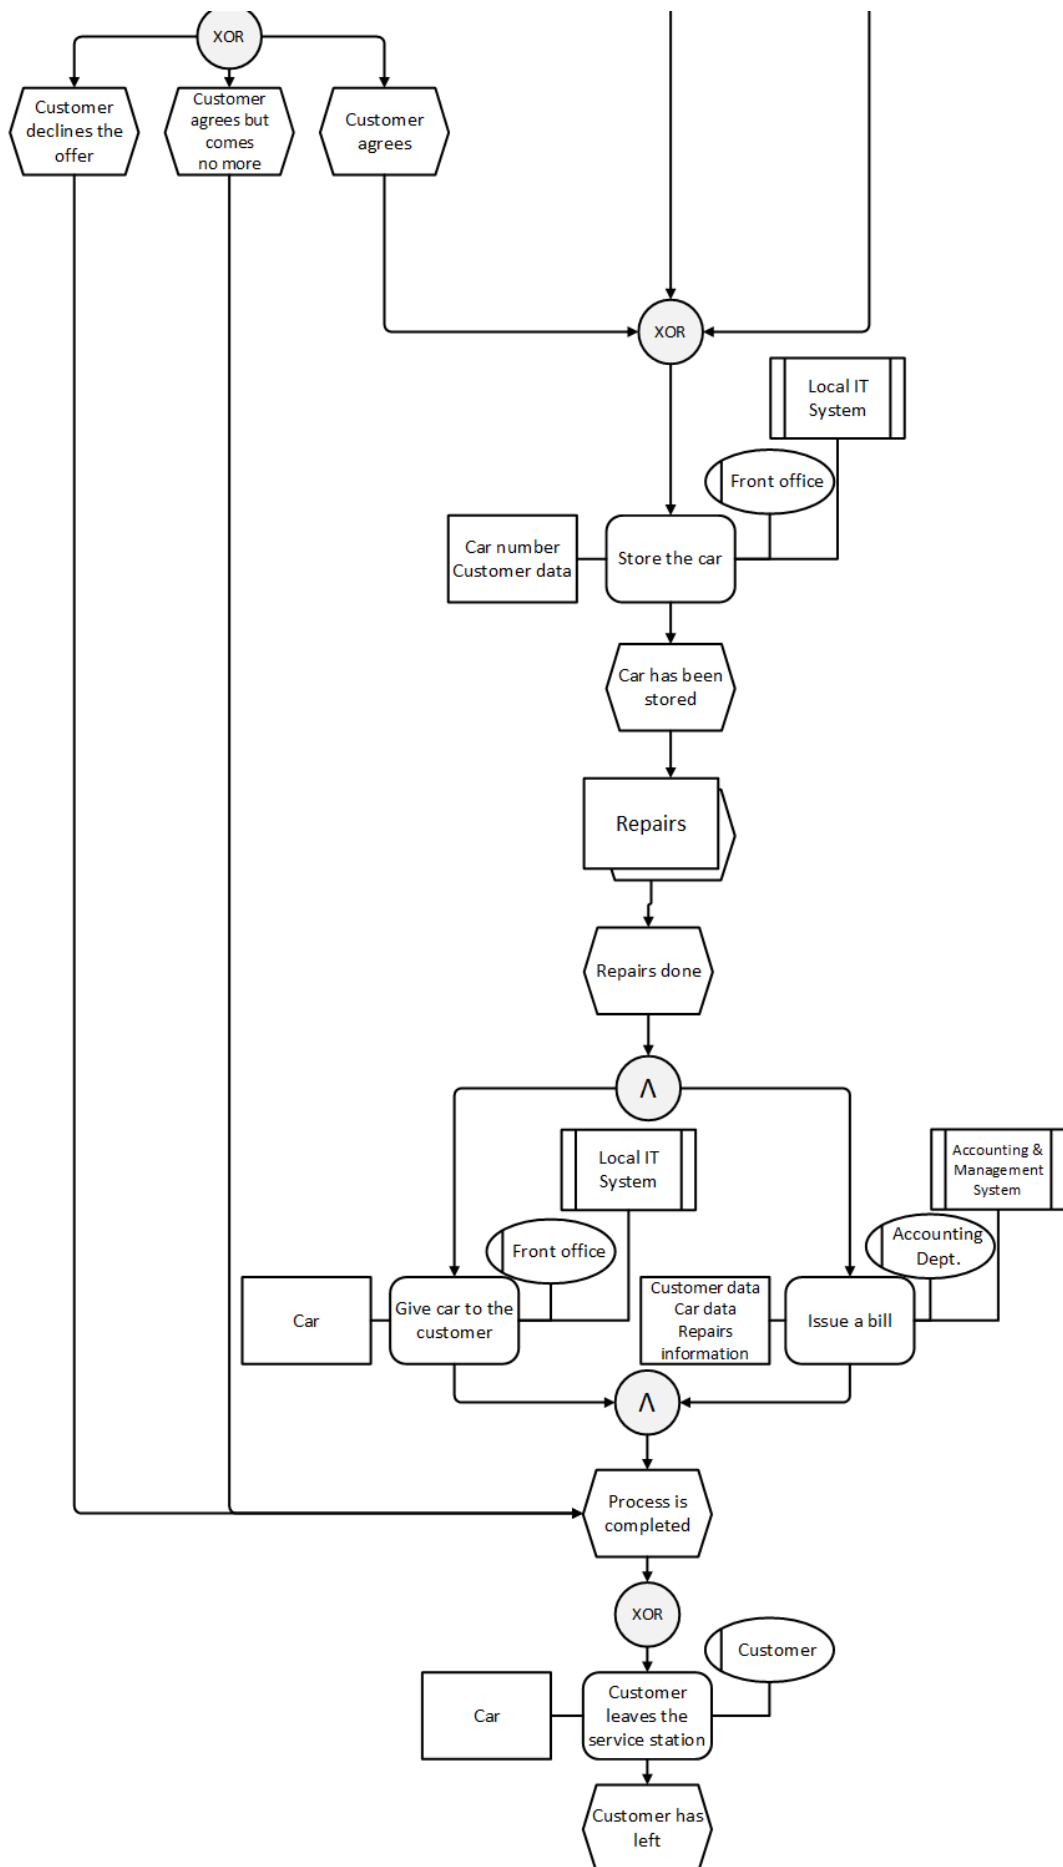 XOR
Customer
declines the
offer
Customer
agrees but
comes
no more
Customer
agrees
XOR
Local IT
System
Front office
Car number
Customer data
Store the car
Car has been
stored
Repairs
Repairs done
Λ
Local IT
System
Accounting &
Management
System
Front office
Accounting
Dept.
Car
Give car to the
customer
Customer data
Car data
Repairs
information
Issue a bill
Λ
Process is
completed
XOR
Customer
Car
Customer
leaves the
service station
Customer has
left